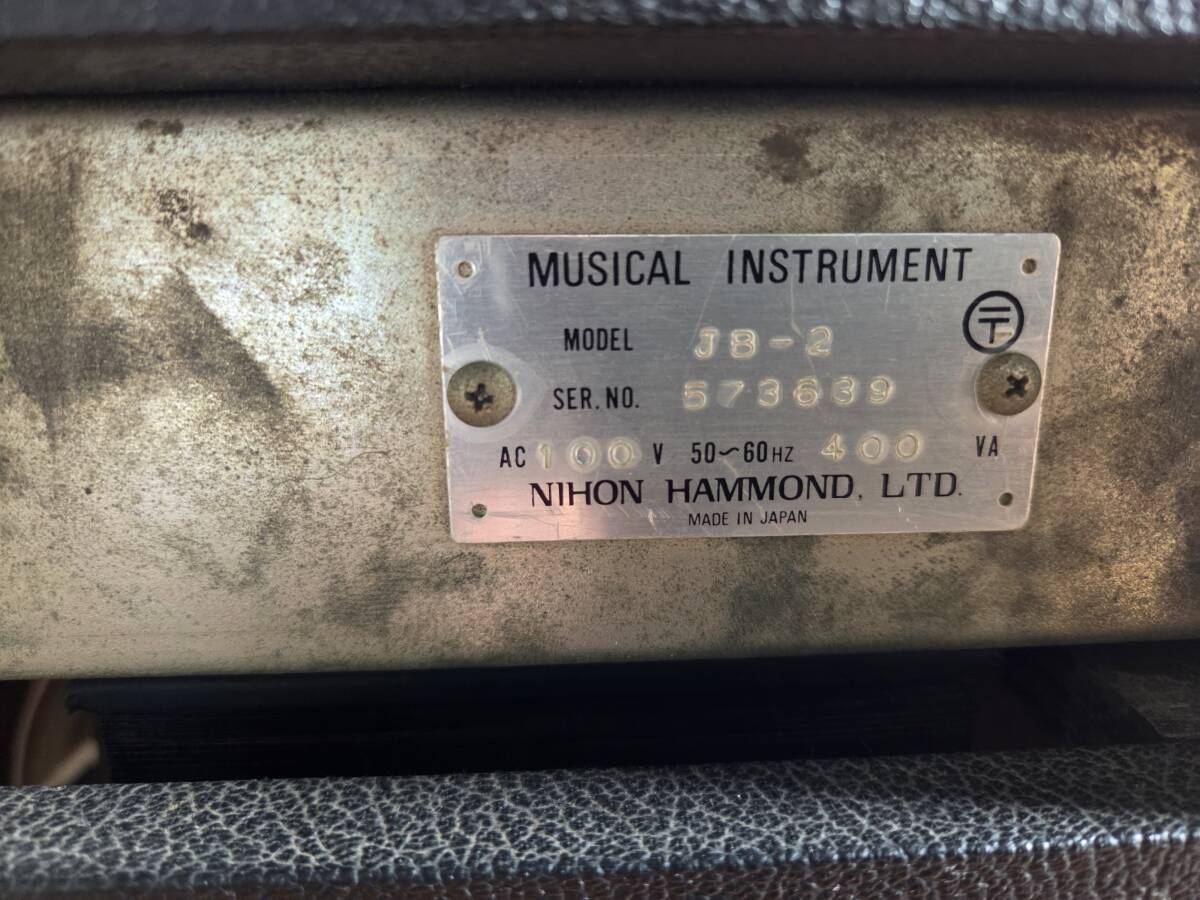 MUSICAL INSTRUMENT
MODEL JB-2
SER. NO. 573639
AC 100 V 50~60HZ 400 VA
NIHON HAMMOND, LTD.
MADE IN JAPAN